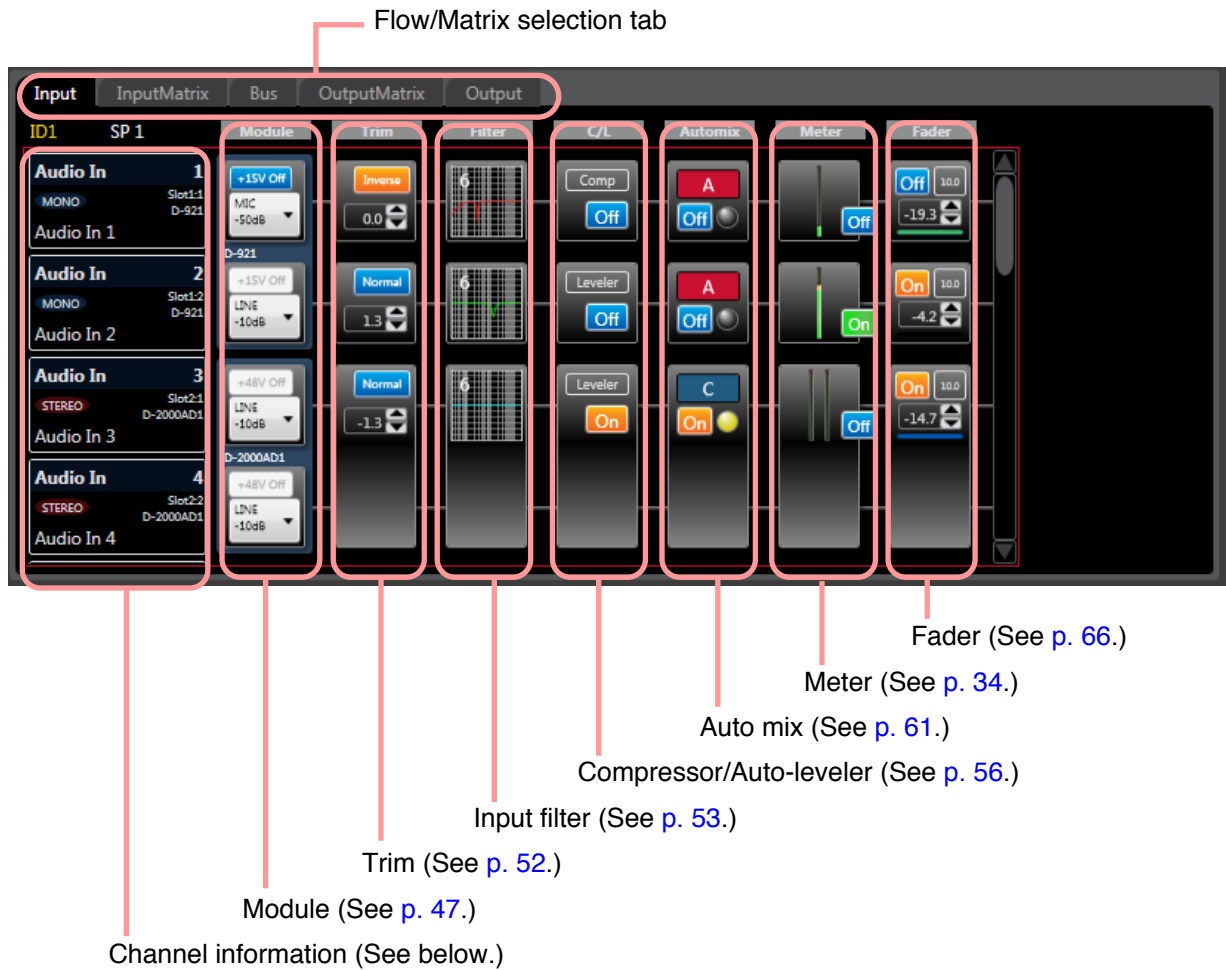 Flow/Matrix selection tab
Input InputMatrix Bus OutputMatrix Output
ID1 SP 1 Module Trim Filter C/L Automix Meter Fader
Audio In 1
MONO Slot1:1
D-921
Audio In 1
+15V Off
MIC
-50dB
Inverse
0.0
6
Comp
Off
A
Off
Off
Off 10.0
-19.3
D-921
Audio In 2
MONO Slot1:2
D-921
Audio In 2
+15V Off
LINE
-10dB
Normal
1.3
6
Leveler
Off
A
Off
On
On 10.0
-4.2
Audio In 3
STEREO Slot2:1
D-2000AD1
Audio In 3
+48V Off
LINE
-10dB
Normal
-1.3
6
Leveler
On
C
On
Off
On 10.0
-14.7
D-2000AD1
Audio In 4
STEREO Slot2:2
D-2000AD1
Audio In 4
+48V Off
LINE
-10dB
Fader (See p. 66.)
Meter (See p. 34.)
Auto mix (See p. 61.)
Compressor/Auto-leveler (See p. 56.)
Input filter (See p. 53.)
Trim (See p. 52.)
Module (See p. 47.)
Channel information (See below.)